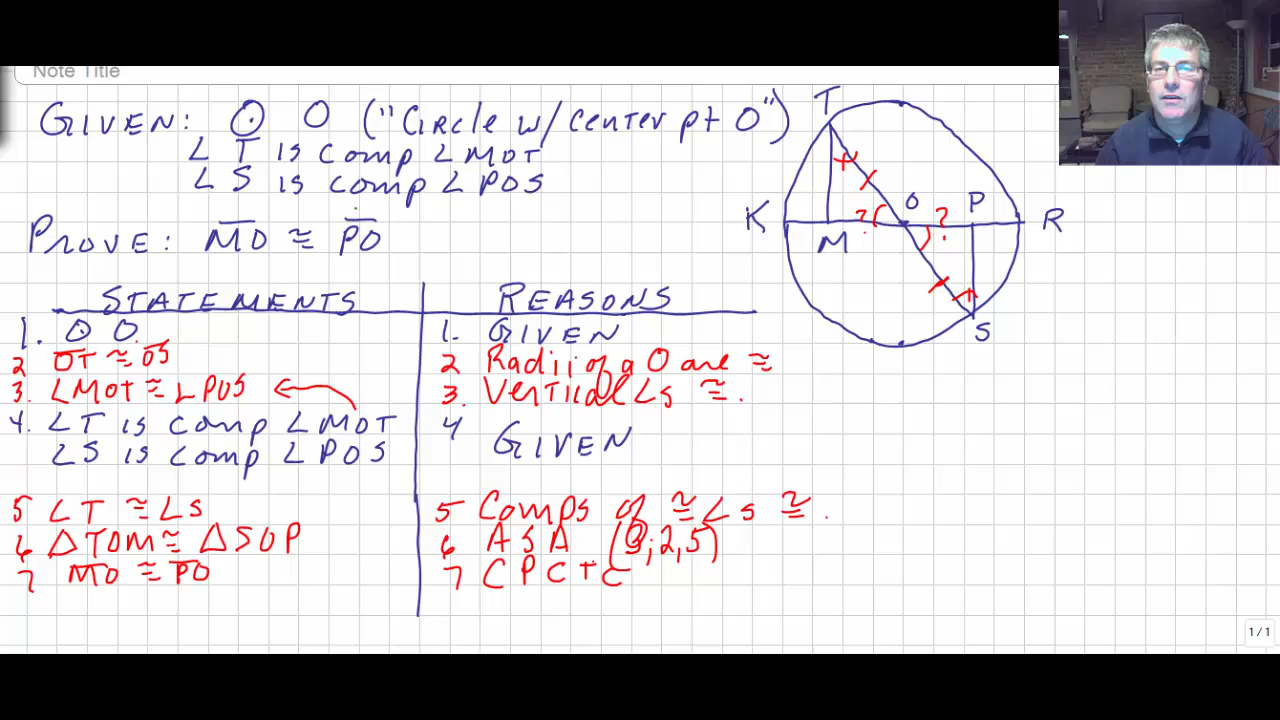 Note Title
GIVEN: ⊙ O ("Circle w/ center pt O")
∠ T is comp ∠ MOT
∠ S is comp ∠ POS
PROVE: MO ≅ PO
STATEMENTS REASONS
1. ⊙ O. 1. GIVEN
2 OT ≅ OS 2 Radii of a O are ≅
3. ∠MOT ≅ ∠POS 3. Vertical ∠s ≅.
4. ∠T is comp ∠MOT 4 GIVEN
∠S is comp ∠POS
5 ∠T ≅ ∠S 5 Comps of ≅ ∠s ≅.
6 △TOM ≅ △SOP 6 ASA (3,2,5)
7 MO ≅ PO 7 CPCTC
T
K
M
O
P
R
S
?
?
1/1